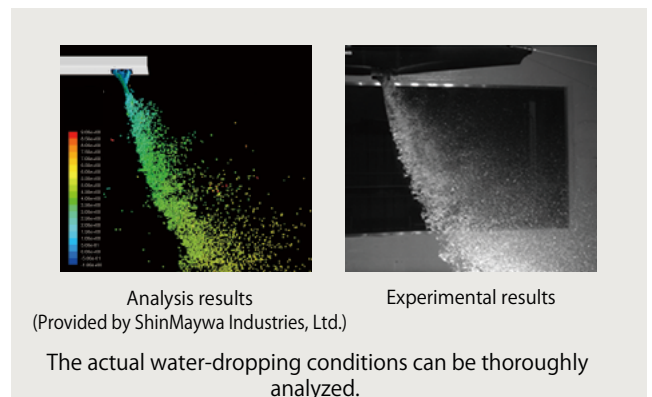 Analysis results
(Provided by ShinMaywa Industries, Ltd.)
Experimental results
The actual water-dropping conditions can be thoroughly
analyzed.